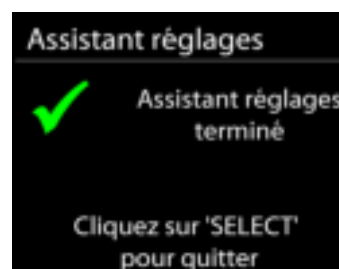 Assistant réglages
Assistant réglages
terminé
Cliquez sur 'SELECT'
pour quitter